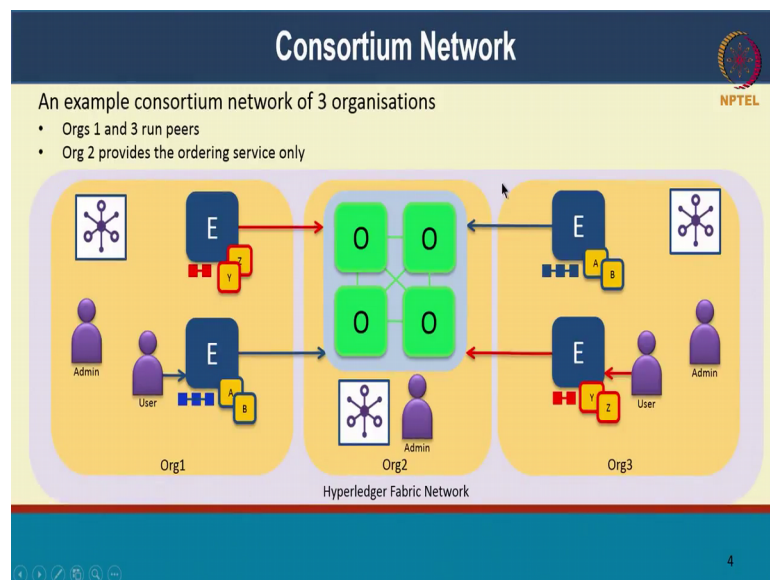 Consortium Network
NPTEL
An example consortium network of 3 organisations
• Orgs 1 and 3 run peers
• Org 2 provides the ordering service only
E
Z
Y
O
O
E
A
B
Admin
User
E
A
B
O
O
Admin
E
Y
Z
User
Admin
Org1
Org2
Org3
Hyperledger Fabric Network
4